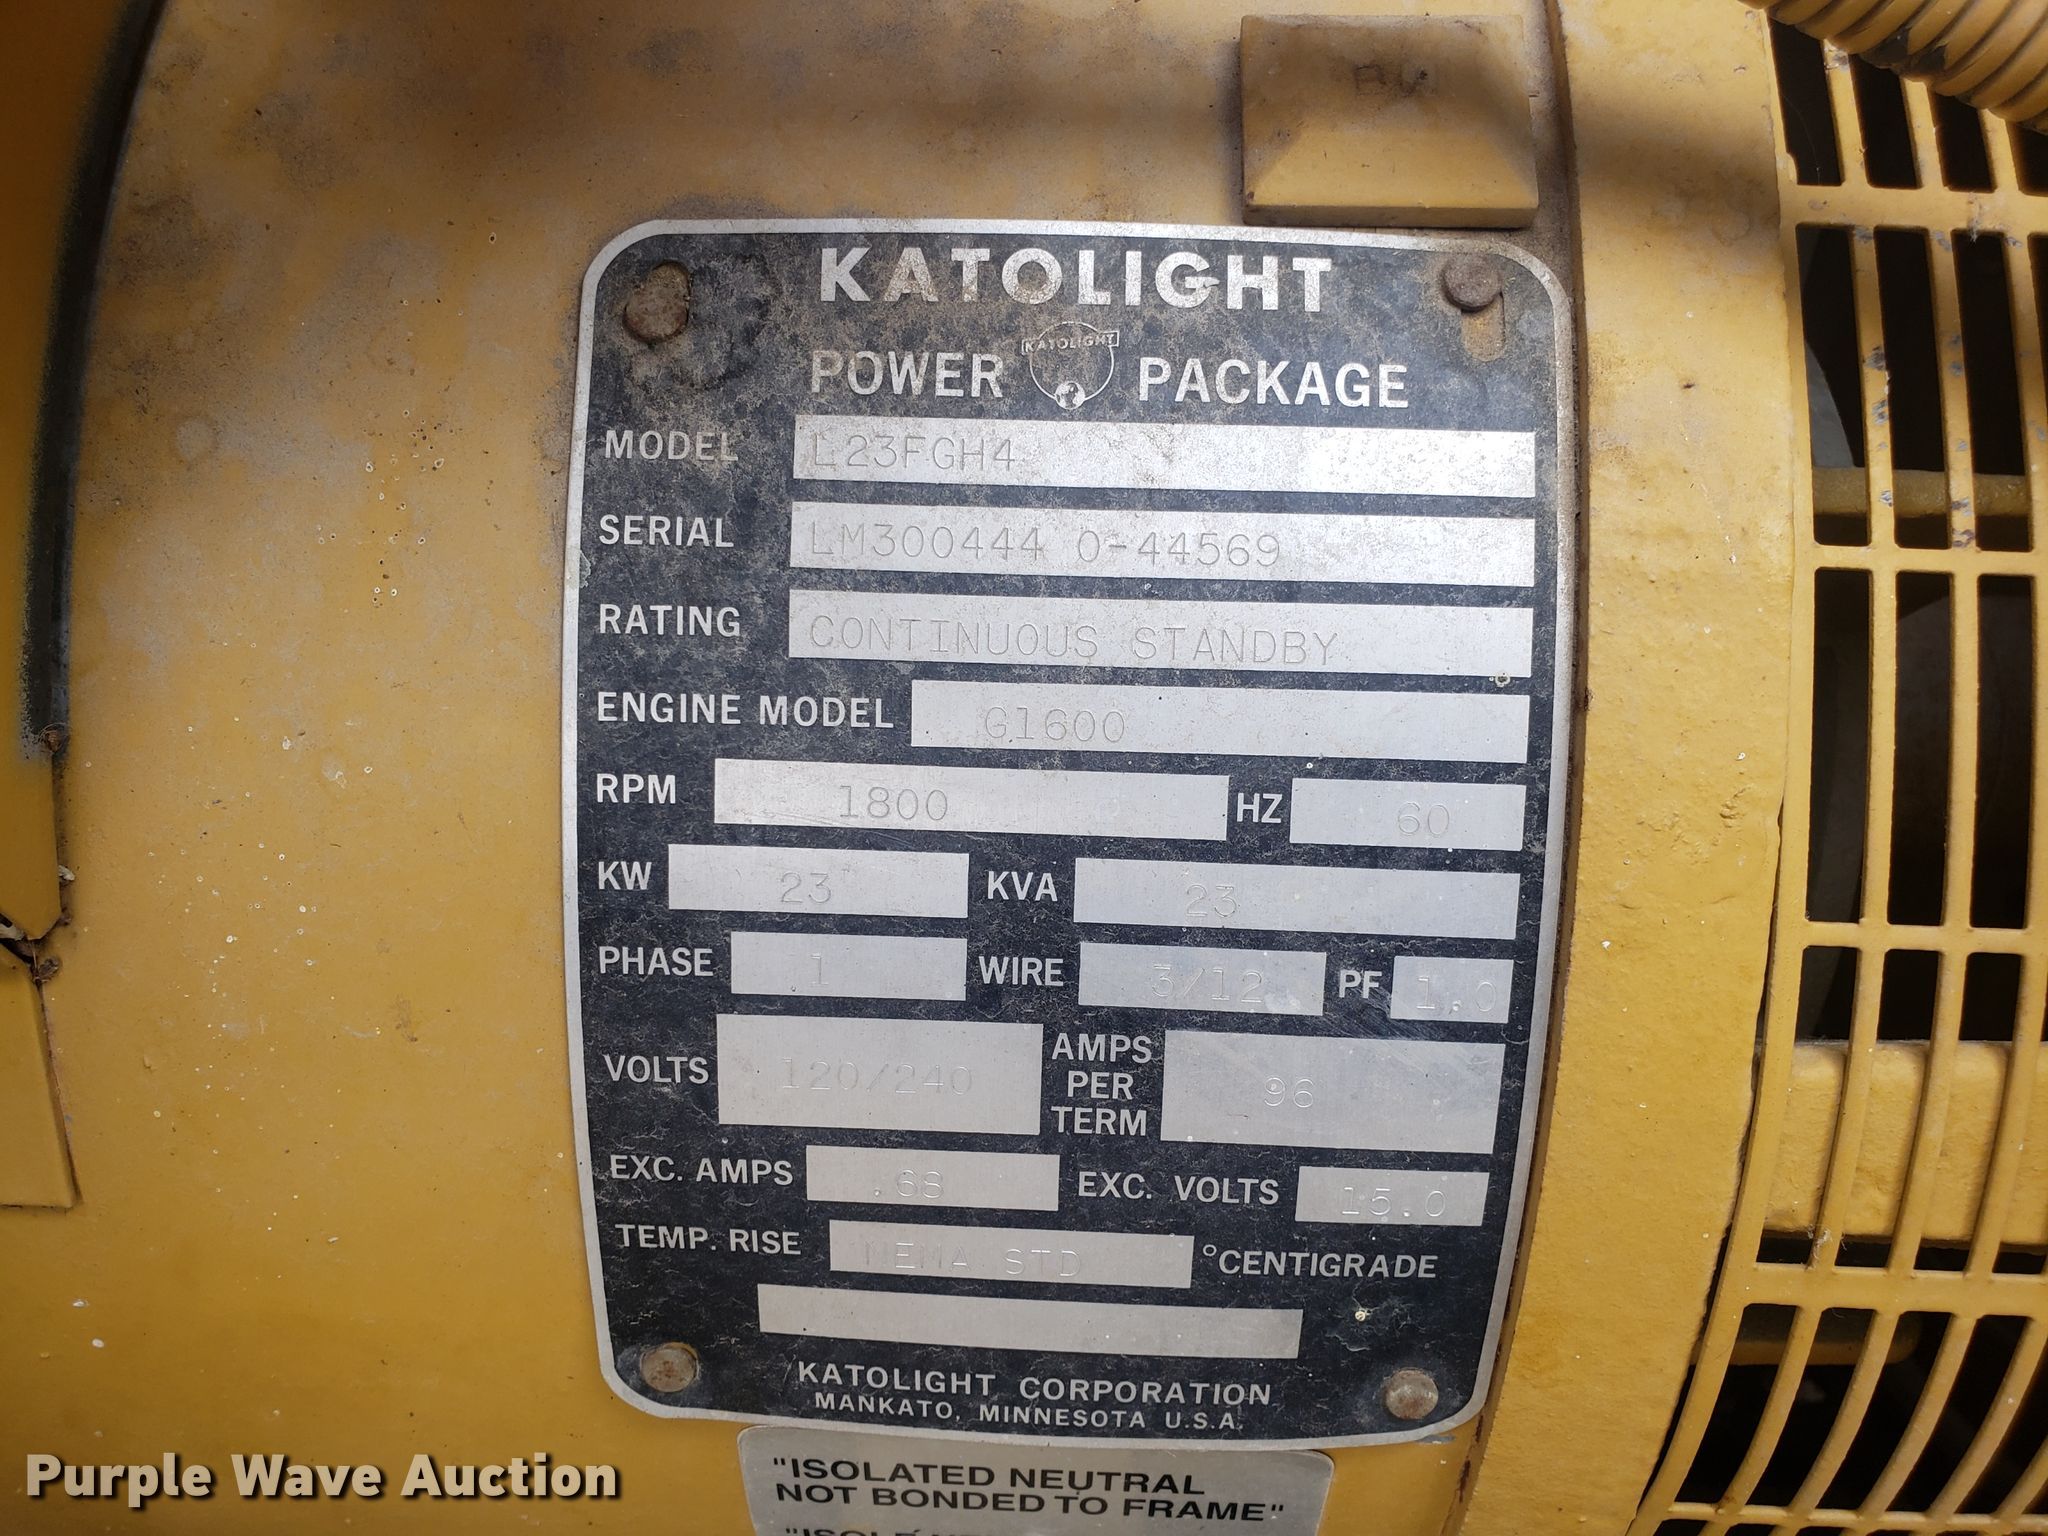 KATOLIGHT
KATOLIGHT
POWER PACKAGE
MODEL L23FGH4
SERIAL LM300444 0-44569
RATING CONTINUOUS STANDBY
ENGINE MODEL G1600
RPM 1800 HZ 60
KW 23 KVA 23
PHASE 1 WIRE 3/12 PF 1.0
VOLTS 120/240 AMPS PER TERM 96
EXC. AMPS .68 EXC. VOLTS 15.0
TEMP. RISE NEMA STD °CENTIGRADE
KATOLIGHT CORPORATION
MANKATO, MINNESOTA U.S.A.
"ISOLATED NEUTRAL
NOT BONDED TO FRAME"
Purple Wave Auction